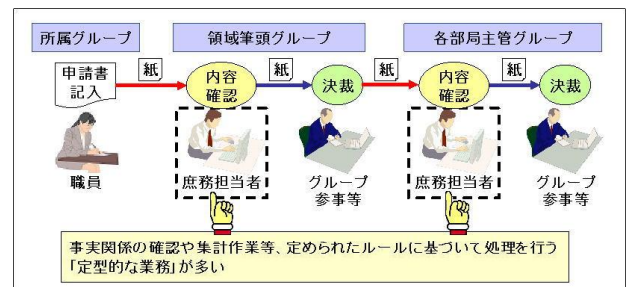 所属グループ
領域筆頭グループ
各部局主管グループ
申請書
記入
紙
内容
確認
紙
決裁
紙
内容
確認
紙
決裁
職員
庶務担当者
グループ
参事等
庶務担当者
グループ
参事等
事実関係の確認や集計作業等、定められたルールに基づいて処理を行う
「定型的な業務」が多い